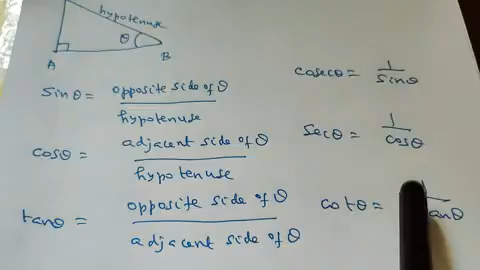 hypotenuse
θ
A
B
sinθ = opposite side of θ
hypotenuse
cosecθ = 1
sinθ
cosθ = adjacent side of θ
hypotenuse
secθ = 1
cosθ
tanθ = opposite side of θ
adjacent side of θ
cotθ =